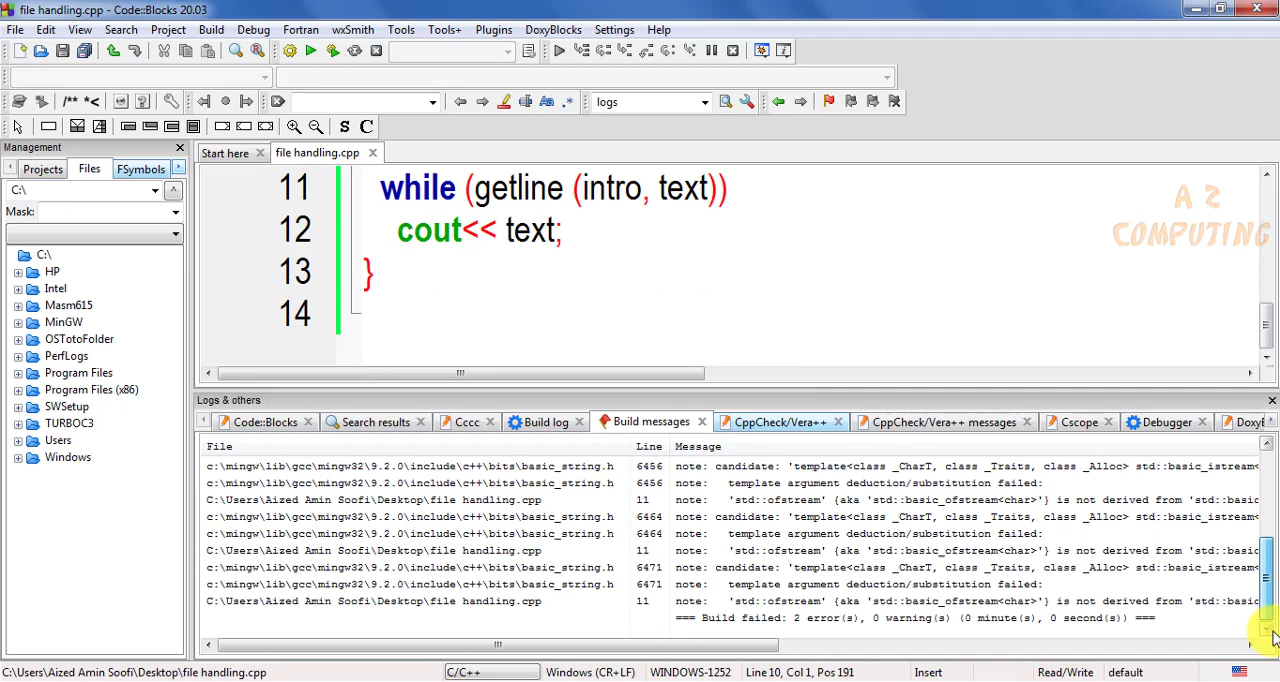 file handling.cpp - Code::Blocks 20.03
File Edit View Search Project Build Debug Fortran wxSmith Tools Tools+ Plugins DoxyBlocks Settings Help
/** *< logs
S C
Management
Projects Files FSymbols
C:\
Mask:
C:\
HP
Intel
Masm615
MinGW
OSTotoFolder
PerfLogs
Program Files
Program Files (x86)
SWSetup
TURBOC3
Users
Windows
Start here file handling.cpp
11 while (getline (intro, text))
12 cout<< text;
13 }
14
A Z
COMPUTING
Logs & others
Code::Blocks Search results Cccc Build log Build messages CppCheck/Vera++ CppCheck/Vera++ messages Cscope Debugger DoxyB
File Line Message
c:\mingw\lib\gcc\mingw32\9.2.0\include\c++\bits\basic_string.h 6456 note: candidate: 'template<class _CharT, class _Traits, class _Alloc> std::basic_istream<
c:\mingw\lib\gcc\mingw32\9.2.0\include\c++\bits\basic_string.h 6456 note: template argument deduction/substitution failed:
C:\Users\Aized Amin Soofi\Desktop\file handling.cpp 11 note: 'std::ofstream' {aka 'std::basic_ofstream<char>'} is not derived from 'std::basic
c:\mingw\lib\gcc\mingw32\9.2.0\include\c++\bits\basic_string.h 6464 note: candidate: 'template<class _CharT, class _Traits, class _Alloc> std::basic_istream<
c:\mingw\lib\gcc\mingw32\9.2.0\include\c++\bits\basic_string.h 6464 note: template argument deduction/substitution failed:
C:\Users\Aized Amin Soofi\Desktop\file handling.cpp 11 note: 'std::ofstream' {aka 'std::basic_ofstream<char>'} is not derived from 'std::basic
c:\mingw\lib\gcc\mingw32\9.2.0\include\c++\bits\basic_string.h 6471 note: candidate: 'template<class _CharT, class _Traits, class _Alloc> std::basic_istream<
c:\mingw\lib\gcc\mingw32\9.2.0\include\c++\bits\basic_string.h 6471 note: template argument deduction/substitution failed:
C:\Users\Aized Amin Soofi\Desktop\file handling.cpp 11 note: 'std::ofstream' {aka 'std::basic_ofstream<char>'} is not derived from 'std::basic
=== Build failed: 2 error(s), 0 warning(s) (0 minute(s), 0 second(s)) ===
C:\Users\Aized Amin Soofi\Desktop\file handling.cpp C/C++ Windows (CR+LF) WINDOWS-1252 Line 10, Col 1, Pos 191 Insert Read/Write default